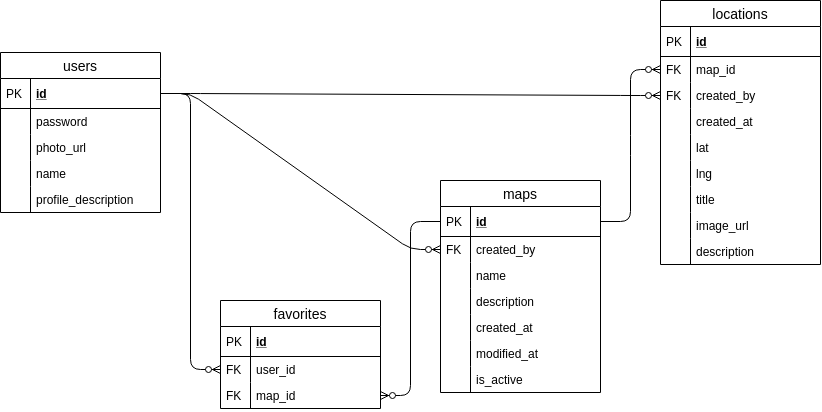 users
PK id
password
photo_url
name
profile_description
favorites
PK id
FK user_id
FK map_id
maps
PK id
FK created_by
name
description
created_at
modified_at
is_active
locations
PK id
FK map_id
FK created_by
created_at
lat
lng
title
image_url
description